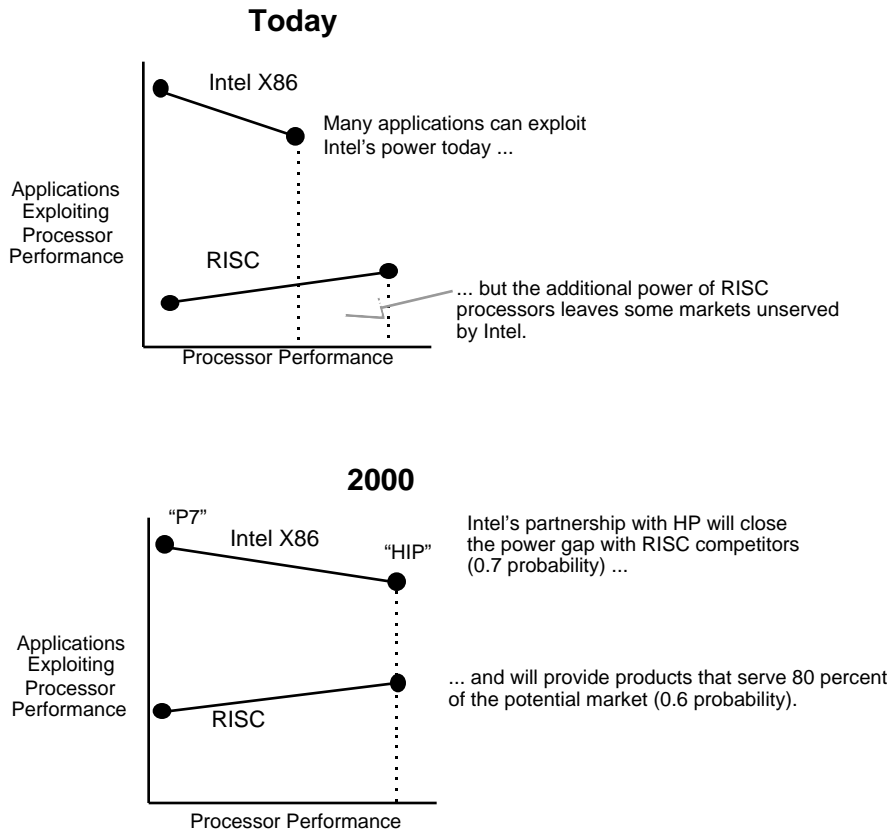 Today
Intel X86
Many applications can exploit
Intel's power today ...
Applications
Exploiting
Processor
Performance
RISC
... but the additional power of RISC
processors leaves some markets unserved
by Intel.
Processor Performance
2000
“P7”
Intel X86
“HIP”
Intel's partnership with HP will close
the power gap with RISC competitors
(0.7 probability) ...
Applications
Exploiting
Processor
Performance
RISC
... and will provide products that serve 80 percent
of the potential market (0.6 probability).
Processor Performance